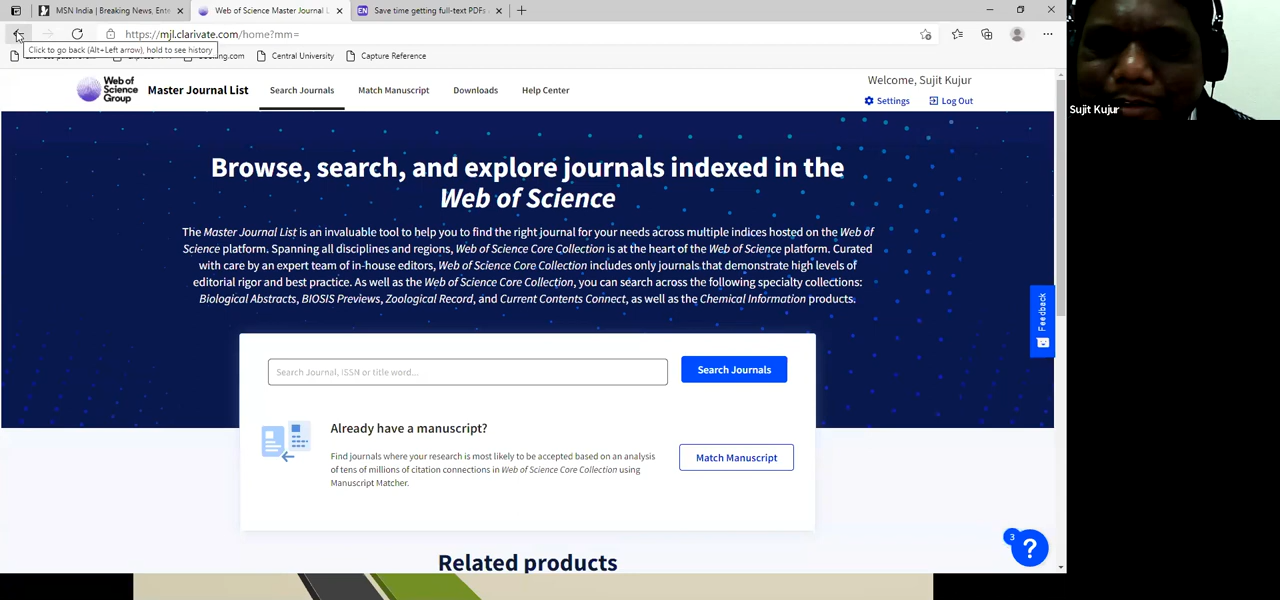 MSN India | Breaking News, Ente
Web of Science Master Journal L
Save time getting full-text PDFs
https://mjl.clarivate.com/home?mm=
Click to go back (Alt+Left arrow), hold to see history
Central University
Capture Reference
Web of
Science
Group
Master Journal List
Search Journals
Match Manuscript
Downloads
Help Center
Welcome, Sujit Kujur
Settings
Log Out
Browse, search, and explore journals indexed in the
Web of Science
The Master Journal List is an invaluable tool to help you to find the right journal for your needs across multiple indices hosted on the Web of
Science platform. Spanning all disciplines and regions, Web of Science Core Collection is at the heart of the Web of Science platform. Curated
with care by an expert team of in-house editors, Web of Science Core Collection includes only journals that demonstrate high levels of
editorial rigor and best practice. As well as the Web of Science Core Collection, you can search across the following specialty collections:
Biological Abstracts, BIOSIS Previews, Zoological Record, and Current Contents Connect, as well as the Chemical Information products.
Feedback
Search Journal, ISSN or title word...
Search Journals
Already have a manuscript?
Find journals where your research is most likely to be accepted based on an analysis
of tens of millions of citation connections in Web of Science Core Collection using
Manuscript Matcher.
Match Manuscript
Related products
3
?
Sujit Kujur